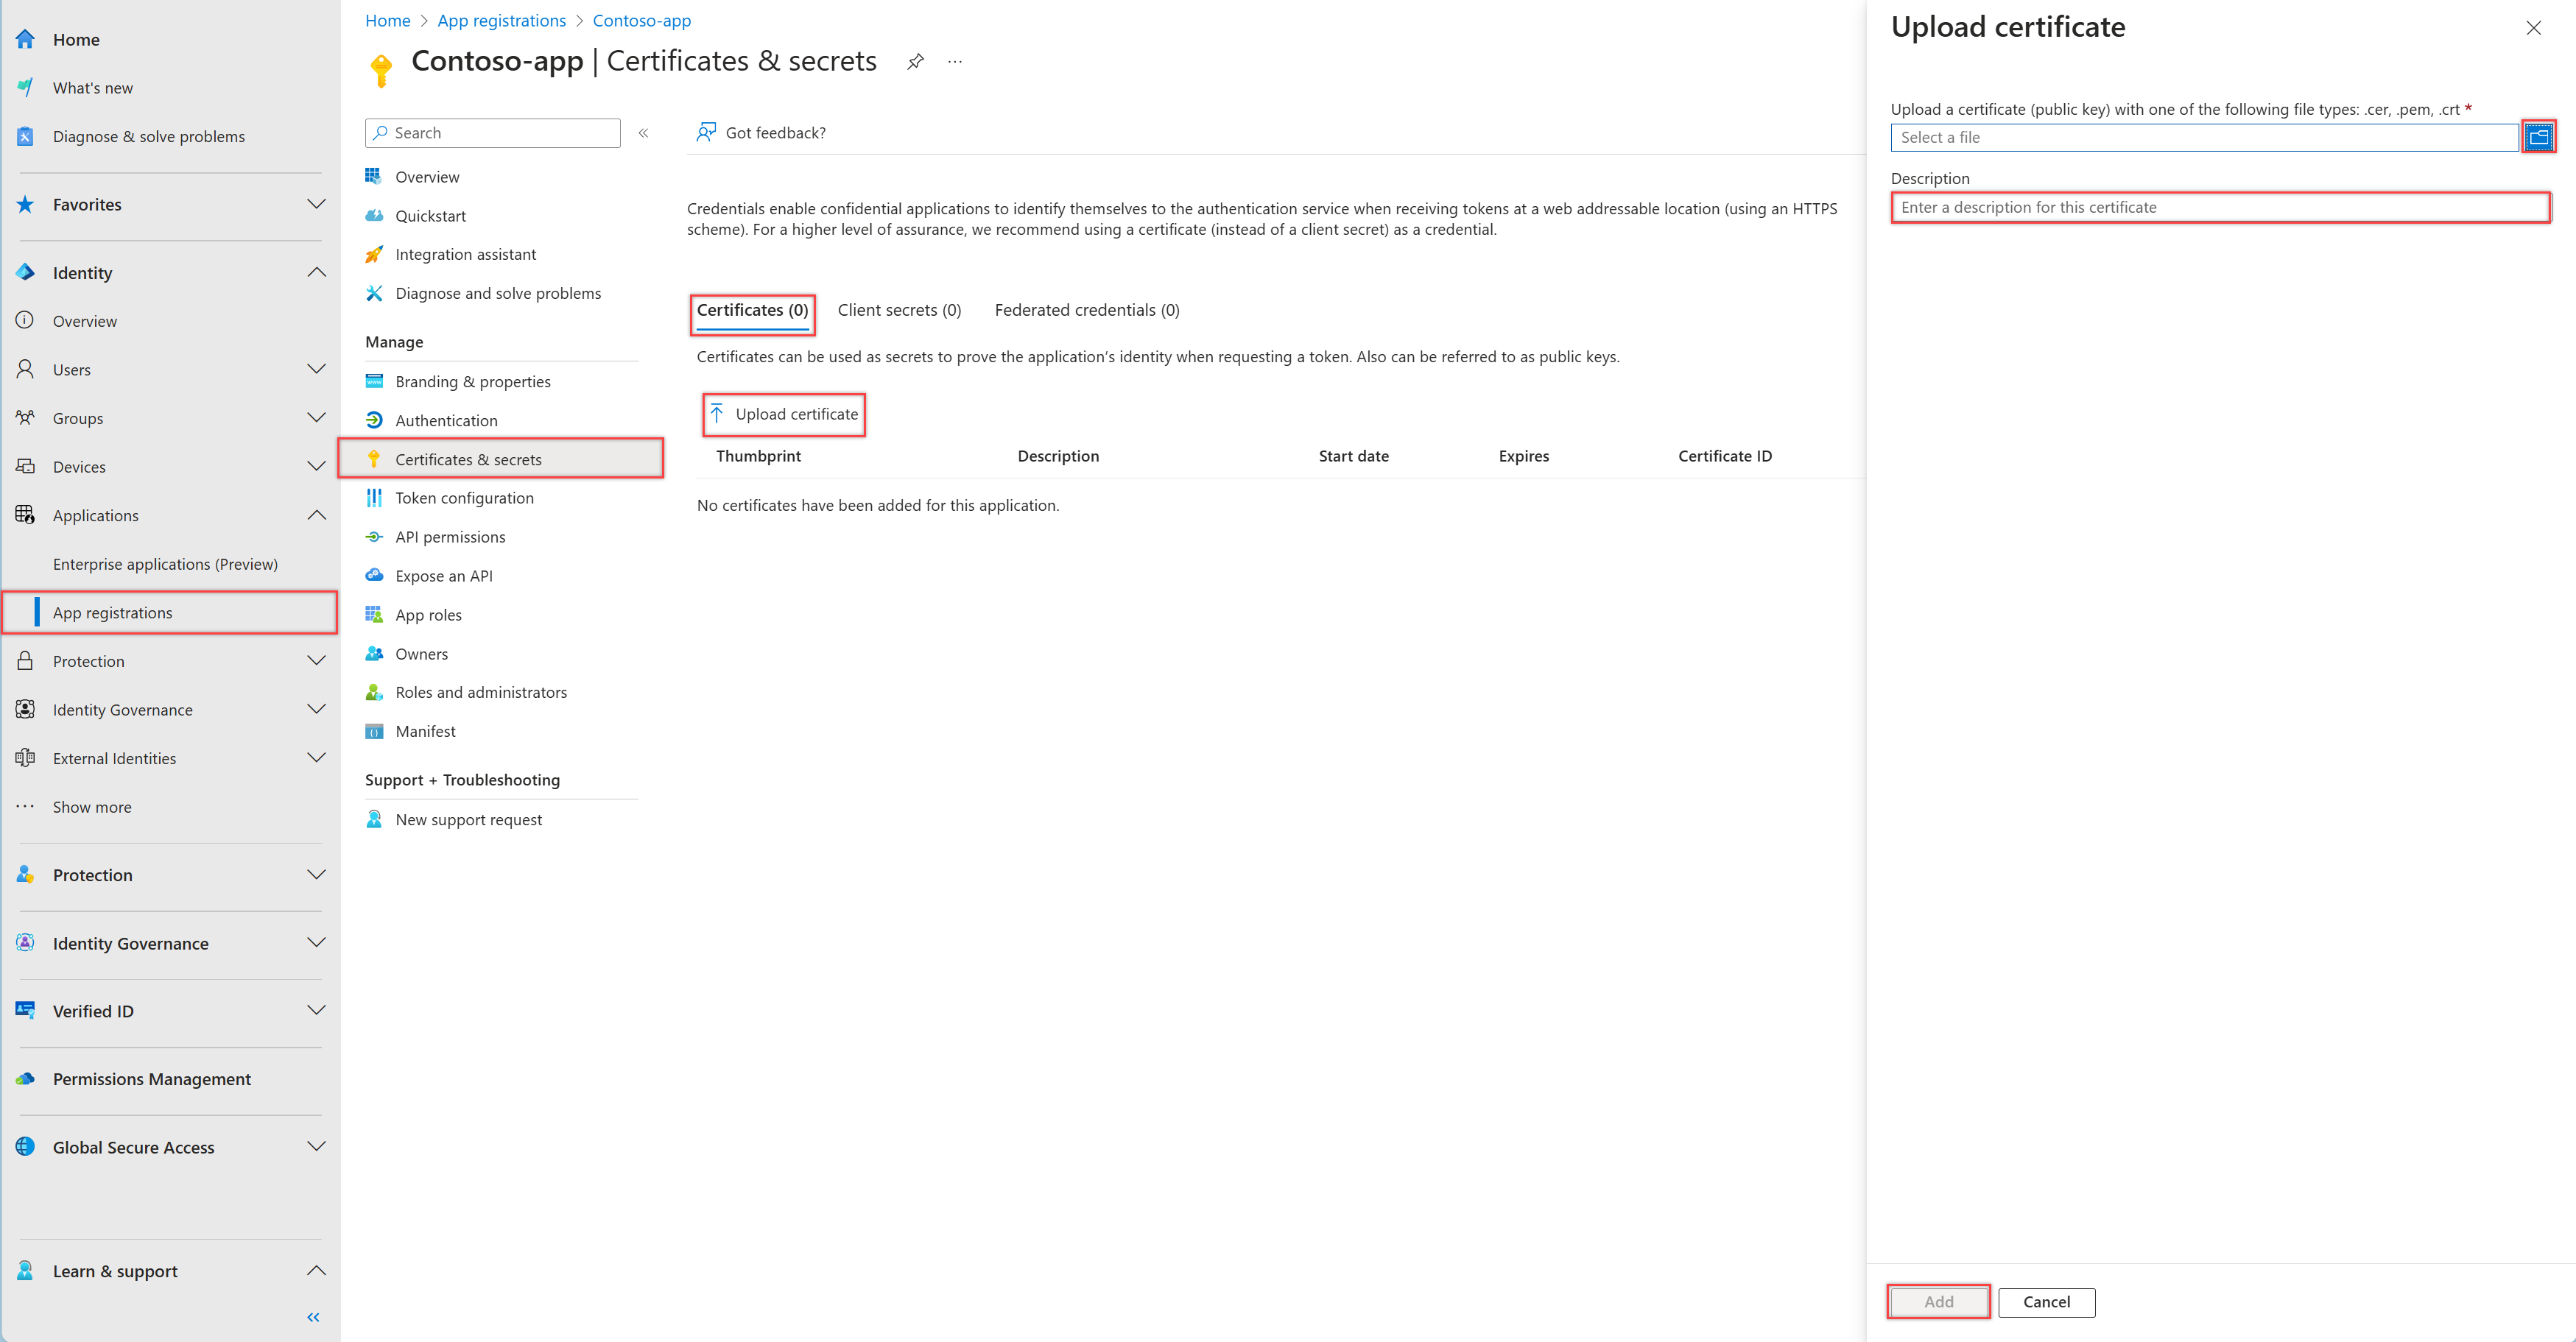 Home
What's new
Diagnose & solve problems
Favorites
Identity
Overview
Users
Groups
Devices
Applications
Enterprise applications (Preview)
App registrations
Protection
Identity Governance
External Identities
Show more
Protection
Identity Governance
Verified ID
Permissions Management
Global Secure Access
Learn & support
Home > App registrations > Contoso-app
Contoso-app | Certificates & secrets
Search
Overview
Quickstart
Integration assistant
Diagnose and solve problems
Manage
Branding & properties
Authentication
Certificates & secrets
Token configuration
API permissions
Expose an API
App roles
Owners
Roles and administrators
Manifest
Support + Troubleshooting
New support request
Got feedback?
Credentials enable confidential applications to identify themselves to the authentication service when receiving tokens at a web addressable location (using an HTTPS
scheme). For a higher level of assurance, we recommend using a certificate (instead of a client secret) as a credential.
Certificates (0) Client secrets (0) Federated credentials (0)
Certificates can be used as secrets to prove the application’s identity when requesting a token. Also can be referred to as public keys.
Upload certificate
Thumbprint Description Start date Expires Certificate ID
No certificates have been added for this application.
Upload certificate
Upload a certificate (public key) with one of the following file types: .cer, .pem, .crt *
Select a file
Description
Enter a description for this certificate
Add Cancel